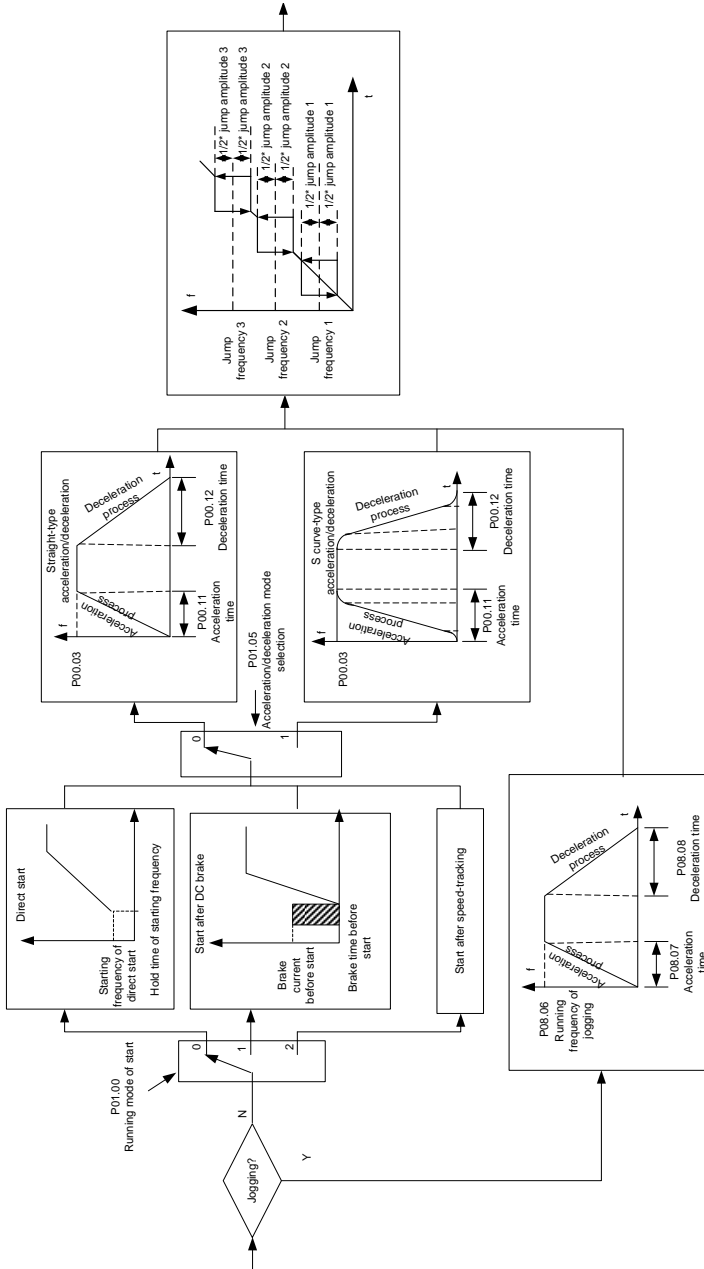 Jogging?
N
Y
P01.00
Running mode of start
0
1
2
Direct start
Starting
frequency of
direct start
Hold time of starting frequency
Start after DC brake
Brake
current
before start
Brake time before
start
Start after speed-tracking
P01.05
Acceleration/deceleration mode
selection
0
1
Straight-type
acceleration/deceleration
f
P00.03
Acceleration
process
Deceleration
process
t
P00.11
Acceleration
time
P00.12
Deceleration time
S curve-type
acceleration/deceleration
f
P00.03
Acceleration
process
Deceleration
process
t
P00.11
Acceleration
time
P00.12
Deceleration time
f
P08.06
Running
frequency of
jogging
Acceleration
process
Deceleration
process
t
P08.07
Acceleration
time
P08.08
Deceleration time
f
Jump
frequency 3
Jump
frequency 2
Jump
frequency 1
1/2* jump amplitude 3
1/2* jump amplitude 3
1/2* jump amplitude 2
1/2* jump amplitude 2
1/2* jump amplitude 1
1/2* jump amplitude 1
t